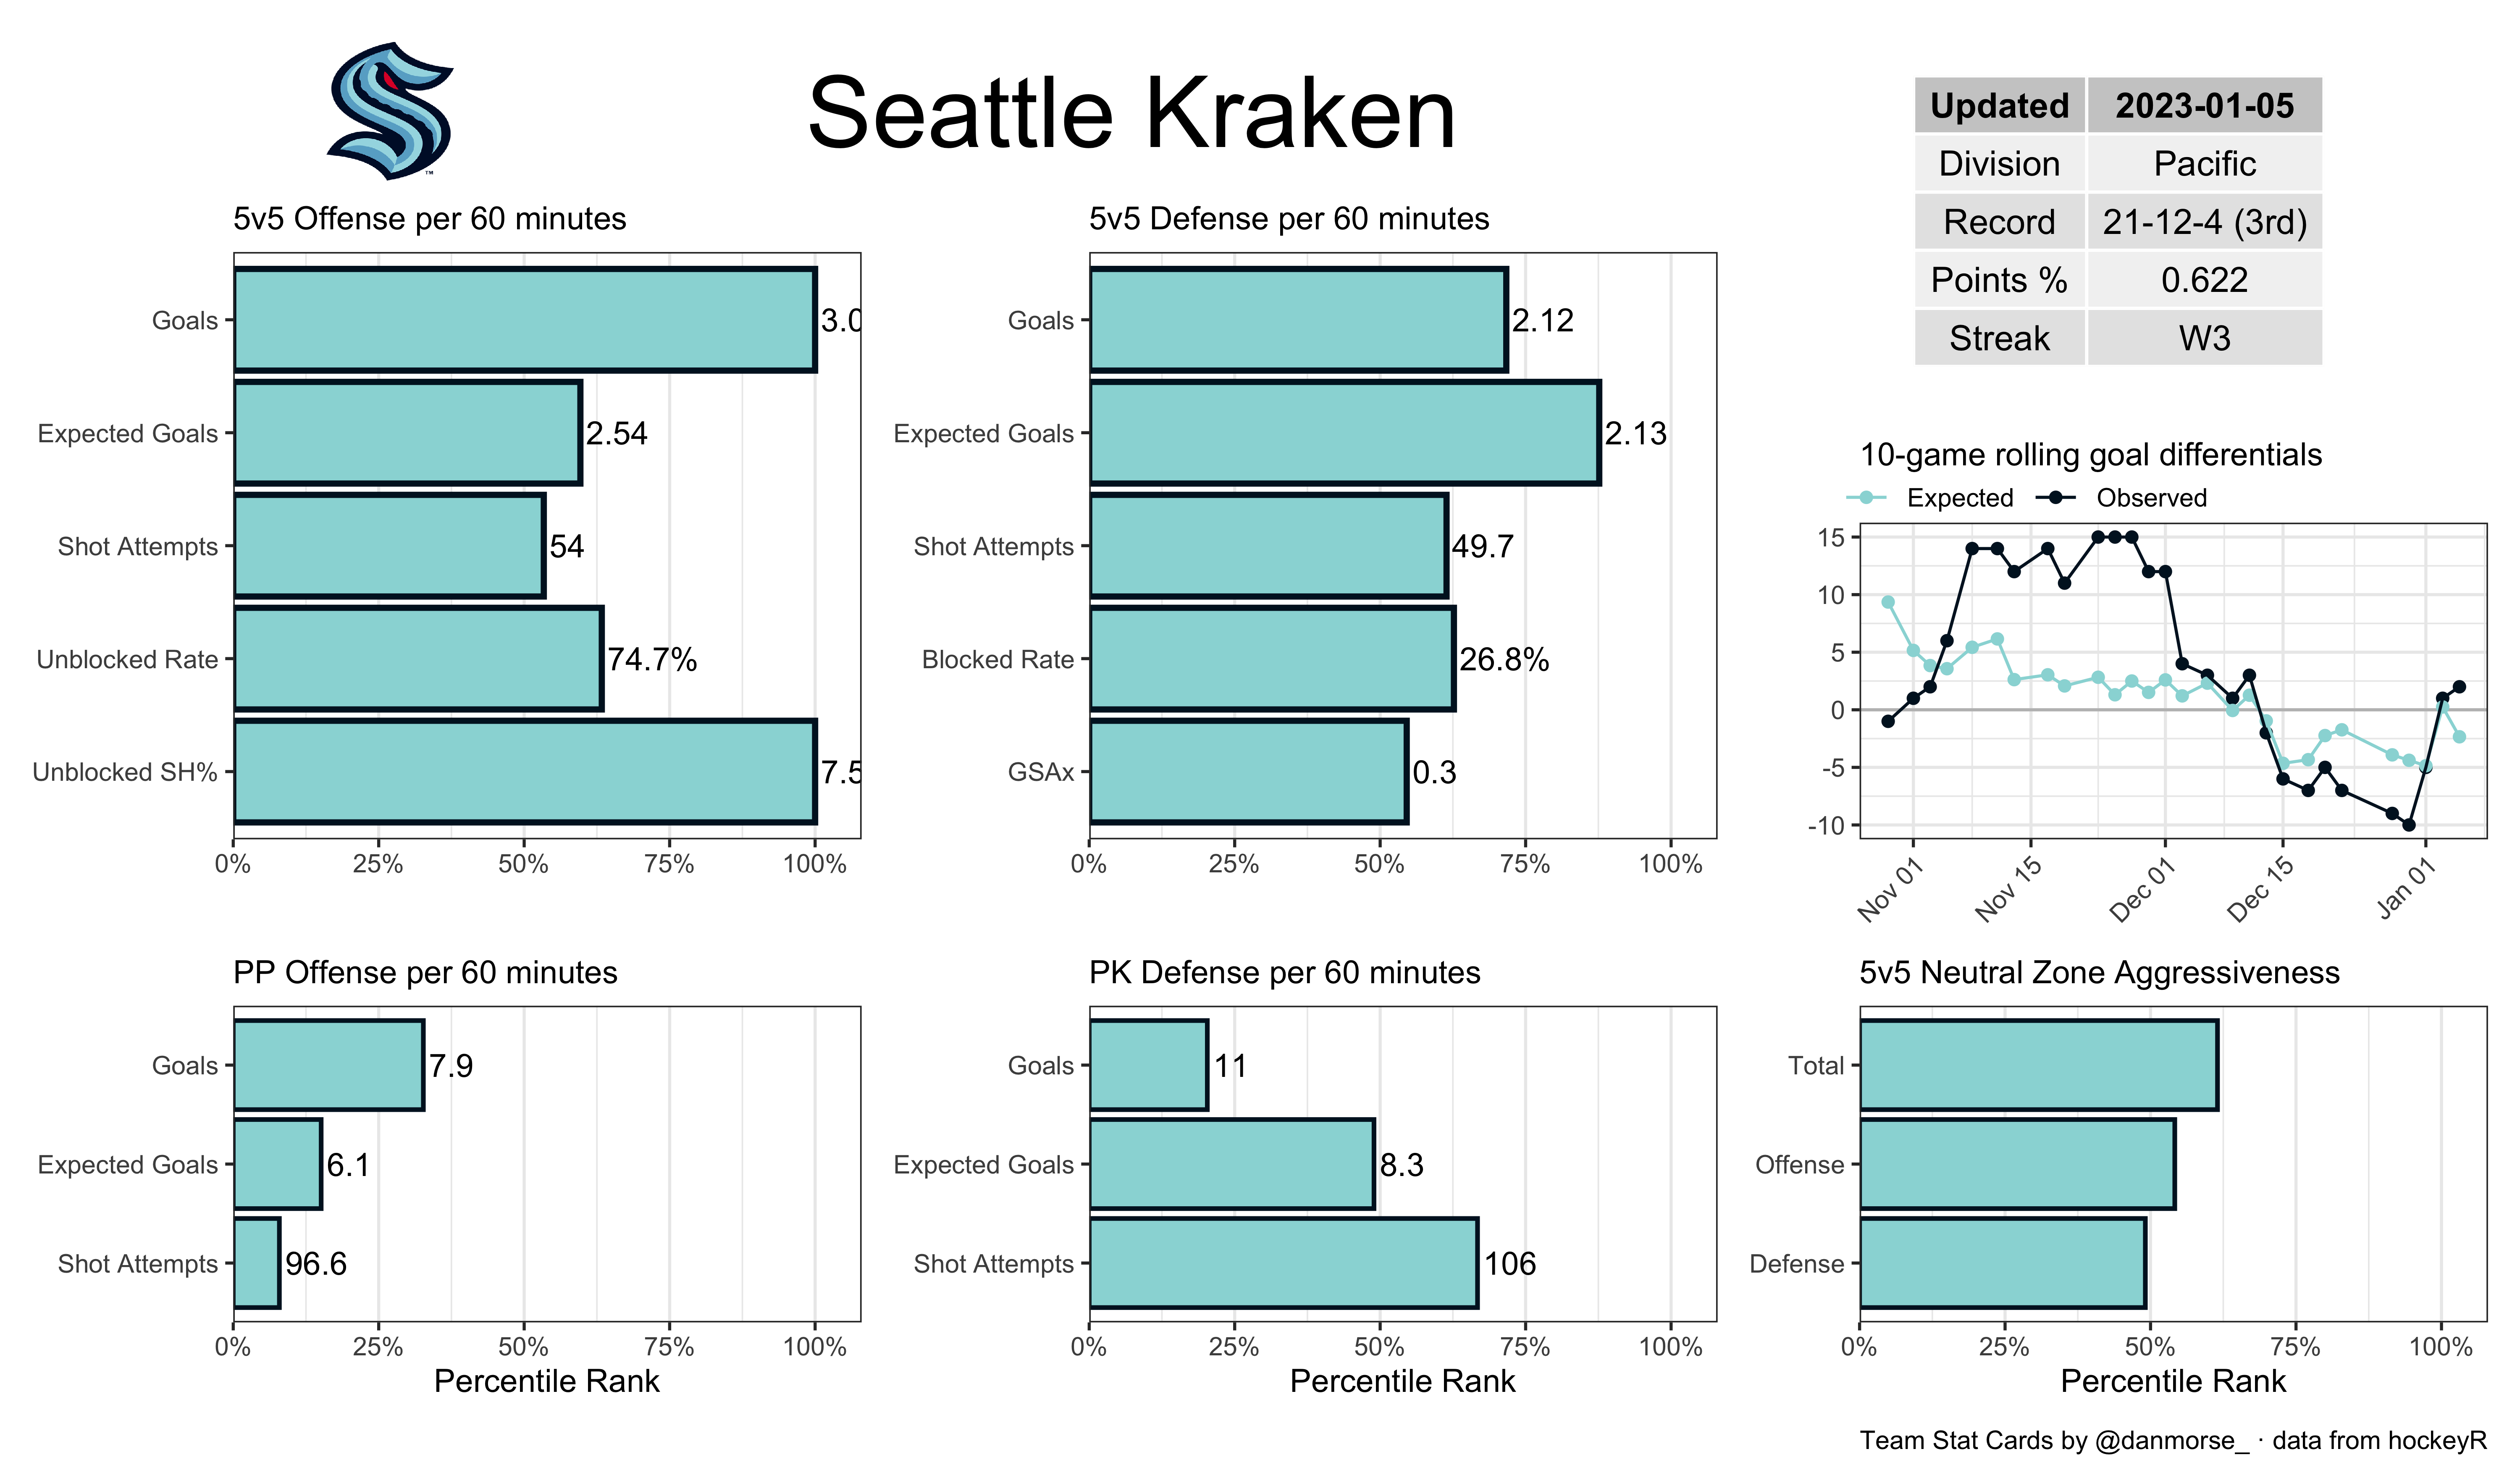 Seattle Kraken
TM
Updated 2023-01-05
Division Pacific
Record 21-12-4 (3rd)
Points % 0.622
Streak W3
5v5 Offense per 60 minutes
Goals
Expected Goals 2.54
Shot Attempts 54
Unblocked Rate 74.7%
Unblocked SH% 7.5
0% 25% 50% 75% 100%
5v5 Defense per 60 minutes
Goals 2.12
Expected Goals 2.13
Shot Attempts 49.7
Blocked Rate 26.8%
GSAx 0.3
0% 25% 50% 75% 100%
10-game rolling goal differentials
Expected Observed
15
10
5
0
-5
-10
Nov 01 Nov 15 Dec 01 Dec 15 Jan 01
PP Offense per 60 minutes
Goals 7.9
Expected Goals 6.1
Shot Attempts 96.6
0% 25% 50% 75% 100%
Percentile Rank
PK Defense per 60 minutes
Goals 11
Expected Goals 8.3
Shot Attempts 106
0% 25% 50% 75% 100%
Percentile Rank
5v5 Neutral Zone Aggressiveness
Total
Offense
Defense
0% 25% 50% 75% 100%
Percentile Rank
Team Stat Cards by @danmorse_ · data from hockeyR